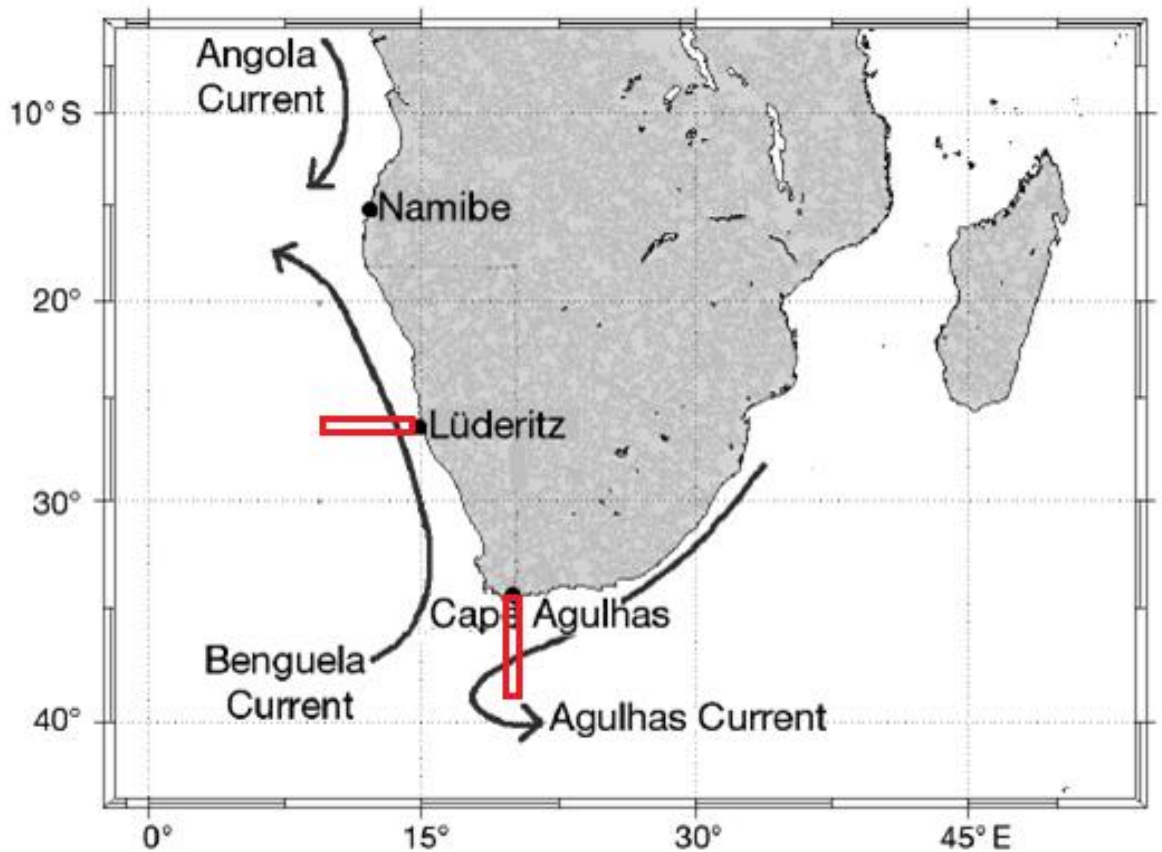 Angola
Current
10° S
Namibe
20°
Lüderitz
30°
Cape Agulhas
Benguela
Current
Agulhas Current
40°
0°
15°
30°
45° E